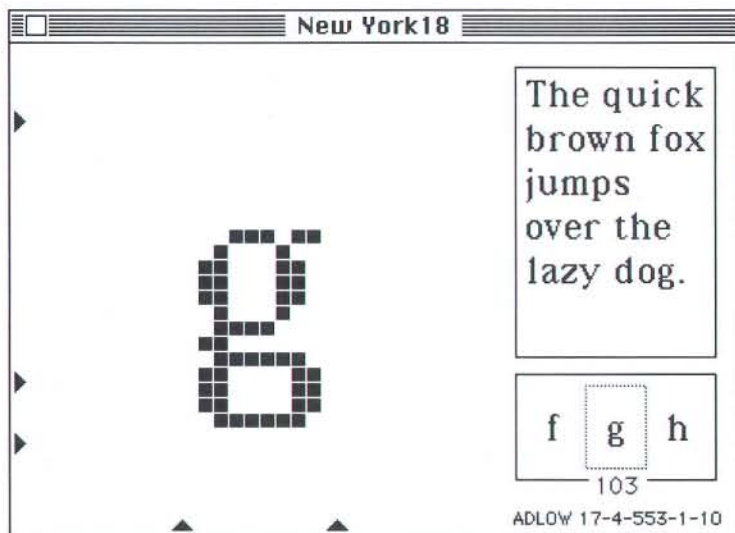 New York18
The quick
brown fox
jumps
over the
lazy dog.
g
f g h
103
ADLOW 17-4-553-1-10